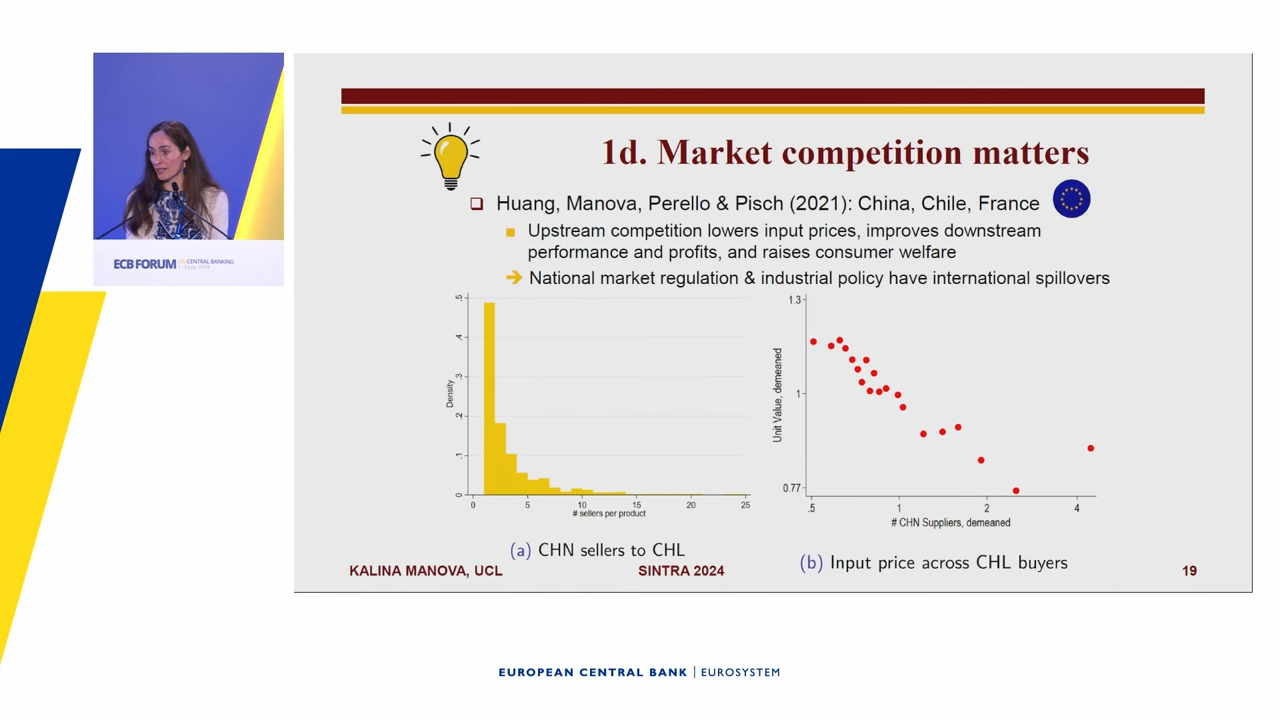 ECB FORUM ON CENTRAL BANKING
1d. Market competition matters
Huang, Manova, Perello & Pisch (2021): China, Chile, France
Upstream competition lowers input prices, improves downstream
performance and profits, and raises consumer welfare
National market regulation & industrial policy have international spillovers
Density
.5
.4
.3
.2
.1
0
0 5 10 15 20 25
# sellers per product
(a) CHN sellers to CHL
Unit Value, demeaned
1.3
1
0.77
.5 1 2 4
# CHN Suppliers, demeaned
(b) Input price across CHL buyers
KALINA MANOVA, UCL
SINTRA 2024
19
EUROPEAN CENTRAL BANK | EUROSYSTEM